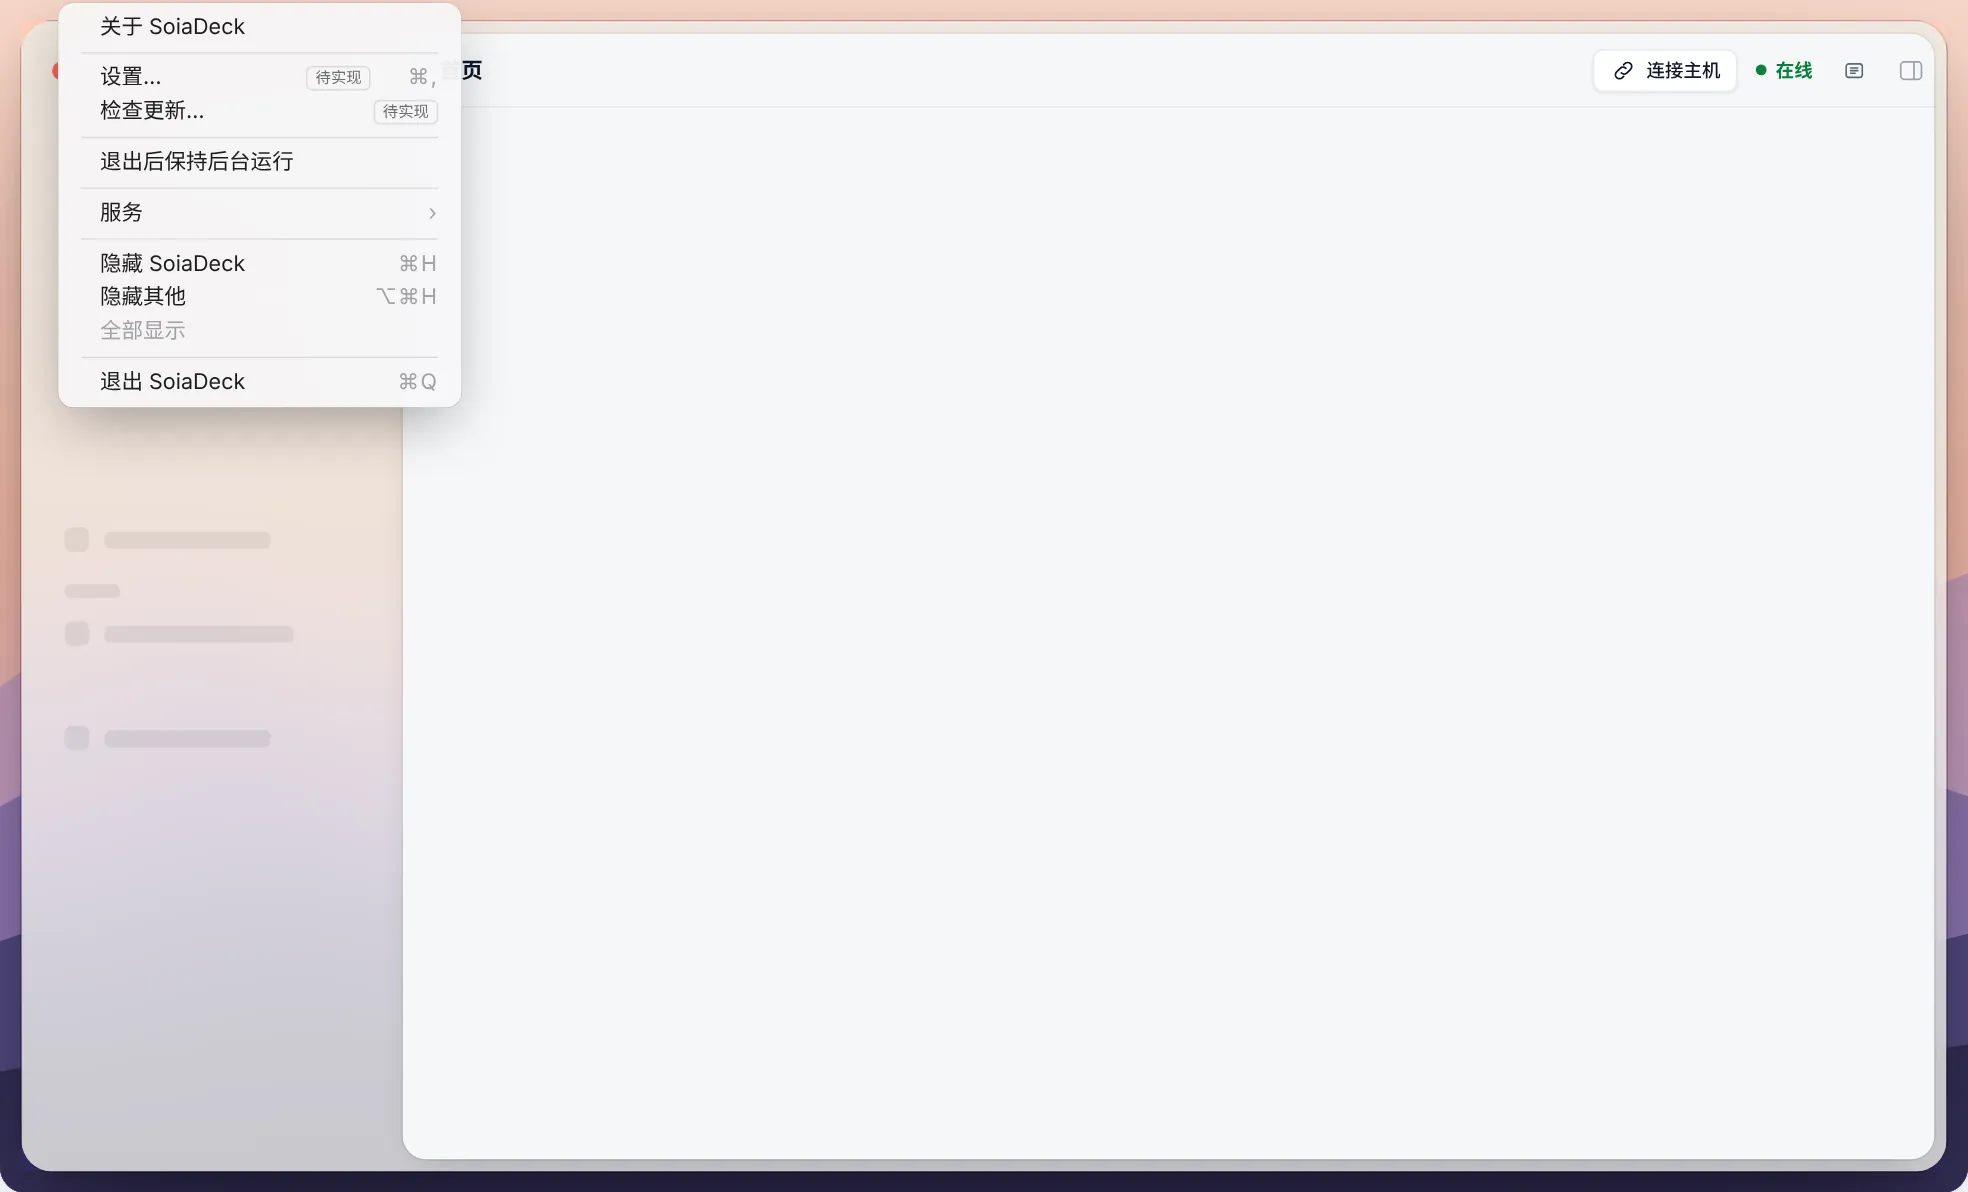 关于 SoiaDeck
设置... 待实现 ⌘,
检查更新... 待实现
退出后保持后台运行
服务 ›
隐藏 SoiaDeck ⌘H
隐藏其他 ⌥⌘H
全部显示
退出 SoiaDeck ⌘Q
页
连接主机
在线